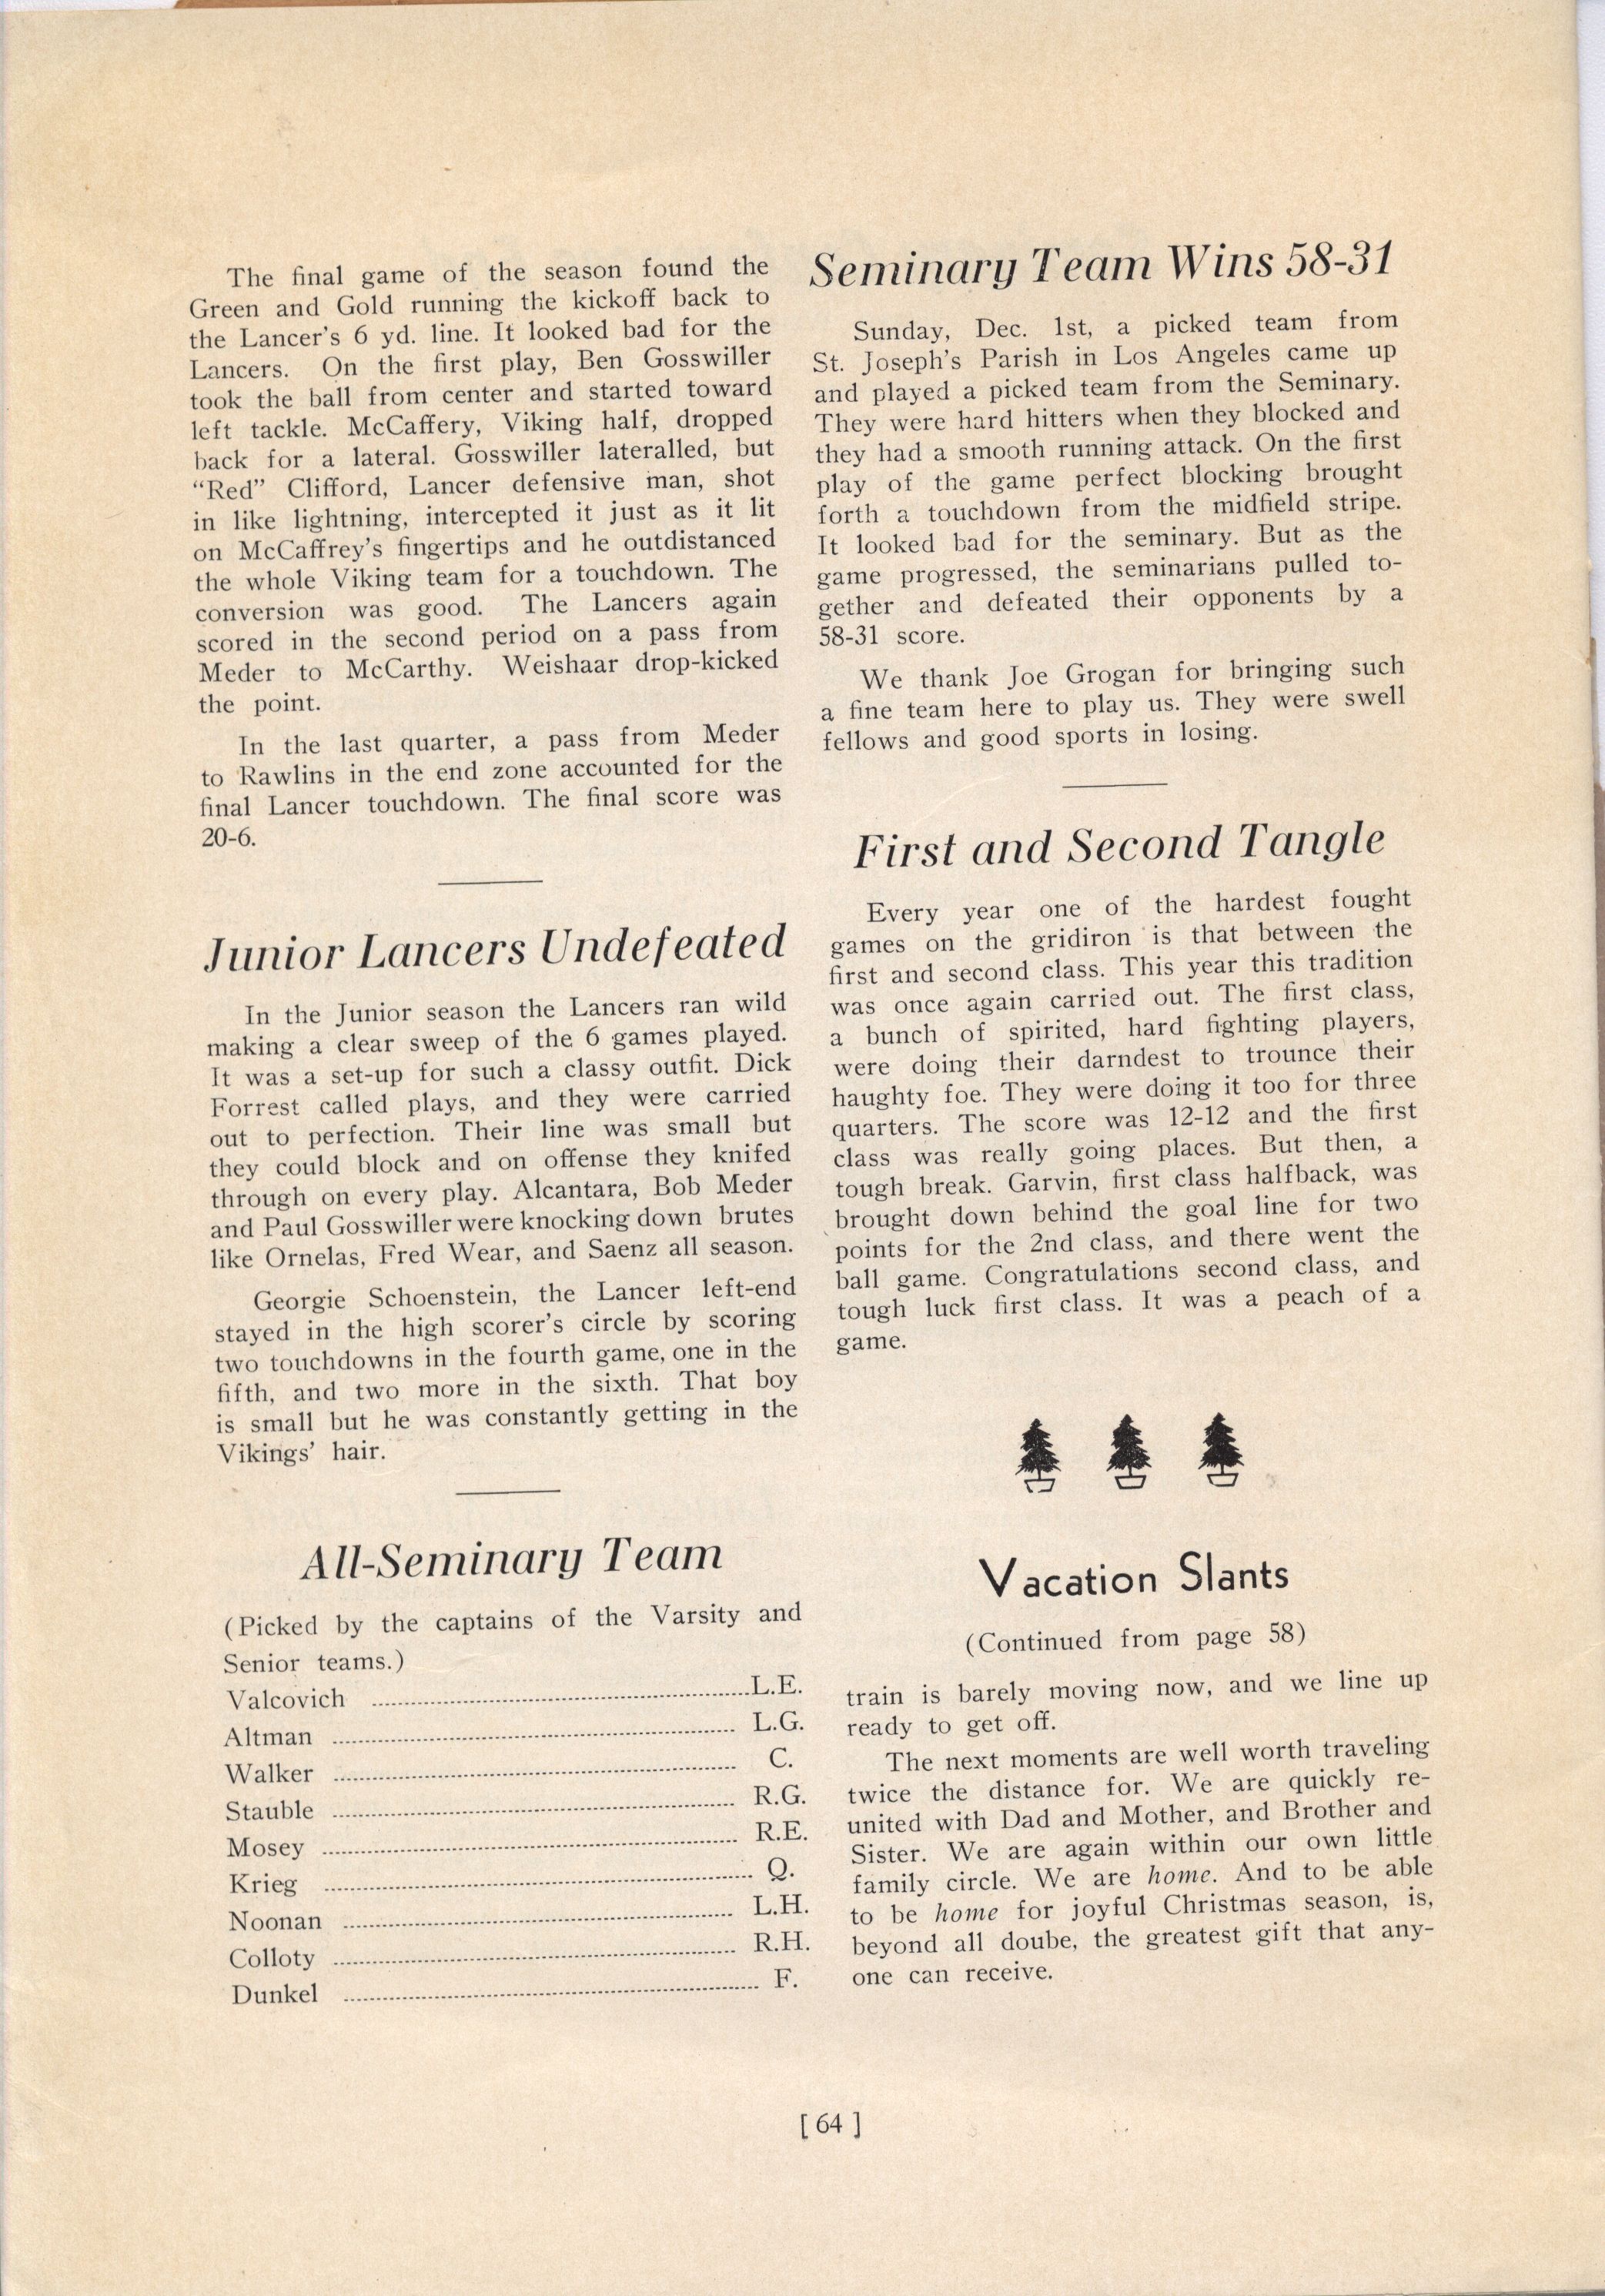 The final game of the season found the
Green and Gold running the kickoff back to
the Lancer's 6 yd. line. It looked bad for the
Lancers. On the first play, Ben Gosswiller
took the ball from center and started toward
left tackle. McCaffery, Viking half, dropped
back for a lateral. Gosswiller lateralled, but
“Red” Clifford, Lancer defensive man, shot
in like lightning, intercepted it just as it lit
on McCaffrey's fingertips and he outdistanced
the whole Viking team for a touchdown. The
conversion was good. The Lancers again
scored in the second period on a pass from
Meder to McCarthy. Weishaar drop-kicked
the point.
In the last quarter, a pass from Meder
to Rawlins in the end zone accounted for the
final Lancer touchdown. The final score was
20-6.
Junior Lancers Undefeated
In the Junior season the Lancers ran wild
making a clear sweep of the 6 games played.
It was a set-up for such a classy outfit. Dick
Forrest called plays, and they were carried
out to perfection. Their line was small but
they could block and on offense they knifed
through on every play. Alcantara, Bob Meder
and Paul Gosswiller were knocking down brutes
like Ornelas, Fred Wear, and Saenz all season.
Georgie Schoenstein, the Lancer left-end
stayed in the high scorer's circle by scoring
two touchdowns in the fourth game, one in the
fifth, and two more in the sixth. That boy
is small but he was constantly getting in the
Vikings' hair.
All-Seminary Team
(Picked by the captains of the Varsity and
Senior teams.)
Valcovich ........ L.E.
Altman ........ L.G.
Walker ........ C.
Stauble ........ R.G.
Mosey ........ R.E.
Krieg ........ Q.
Noonan ........ L.H.
Colloty ........ R.H.
Dunkel ........ F.
Seminary Team Wins 58-31
Sunday, Dec. 1st, a picked team from
St. Joseph's Parish in Los Angeles came up
and played a picked team from the Seminary.
They were hard hitters when they blocked and
they had a smooth running attack. On the first
play of the game perfect blocking brought
forth a touchdown from the midfield stripe.
It looked bad for the seminary. But as the
game progressed, the seminarians pulled to-
gether and defeated their opponents by a
58-31 score.
We thank Joe Grogan for bringing such
a fine team here to play us. They were swell
fellows and good sports in losing.
First and Second Tangle
Every year one of the hardest fought
games on the gridiron is that between the
first and second class. This year this tradition
was once again carried out. The first class,
a bunch of spirited, hard fighting players,
were doing their darndest to trounce their
haughty foe. They were doing it too for three
quarters. The score was 12-12 and the first
class was really going places. But then, a
tough break. Garvin, first class halfback, was
brought down behind the goal line for two
points for the 2nd class, and there went the
ball game. Congratulations second class, and
tough luck first class. It was a peach of a
game.
Vacation Slants
(Continued from page 58)
train is barely moving now, and we line up
ready to get off.
The next moments are well worth traveling
twice the distance for. We are quickly re-
united with Dad and Mother, and Brother and
Sister. We are again within our own little
family circle. We are home. And to be able
to be home for joyful Christmas season, is,
beyond all doube, the greatest gift that any-
one can receive.
[ 64 ]